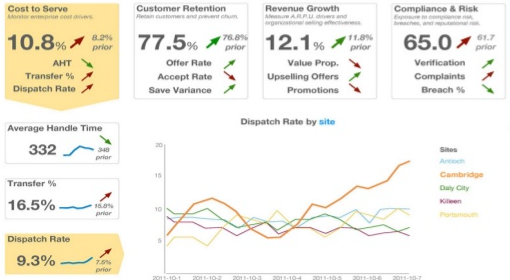 Cost to Serve
Monitor enterprise cost drivers.
10.8%
8.2%
prior
AHT
Transfer %
Dispatch Rate
Customer Retention
Retain customers and prevent churn.
77.5%
76.8%
prior
Offer Rate
Accept Rate
Save Variance
Revenue Growth
Measure A.R.P.U. drivers and
organizational selling effectiveness.
12.1%
11.8%
prior
Value Prop.
Upselling Offers
Promotions
Compliance & Risk
Exposure to compliance risk,
breaches, and reputational risk.
65.0
61.7
prior
Verification
Complaints
Breach %
Average Handle Time
332
348
prior
Transfer %
16.5%
15.8%
prior
Dispatch Rate
9.3%
7.8%
prior
Dispatch Rate by site
20
15
10
5
2011-10-1
2011-10-2
2011-10-3
2011-10-4
2011-10-5
2011-10-6
2011-10-7
Sites
Antioch
Cambridge
Daly City
Killeen
Portsmouth